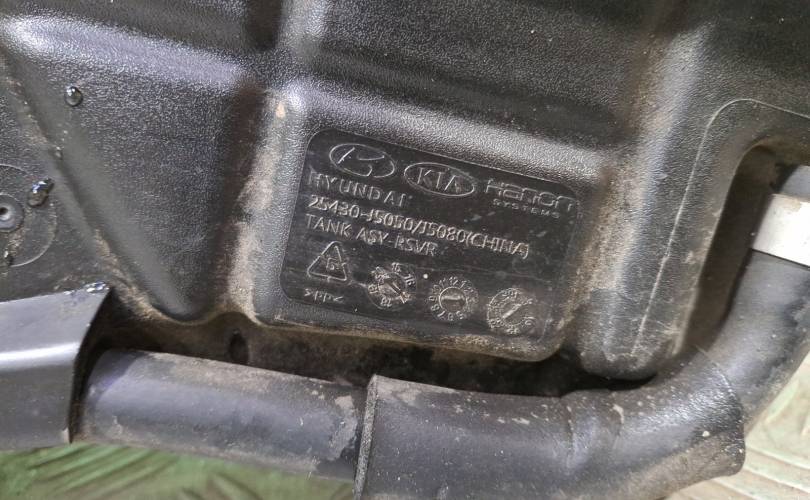 KIA HANON
SYSTEMS
HYUNDAI
25430-J5050/J5080(CHINA)
TANK ASY-RSVR
>PP<